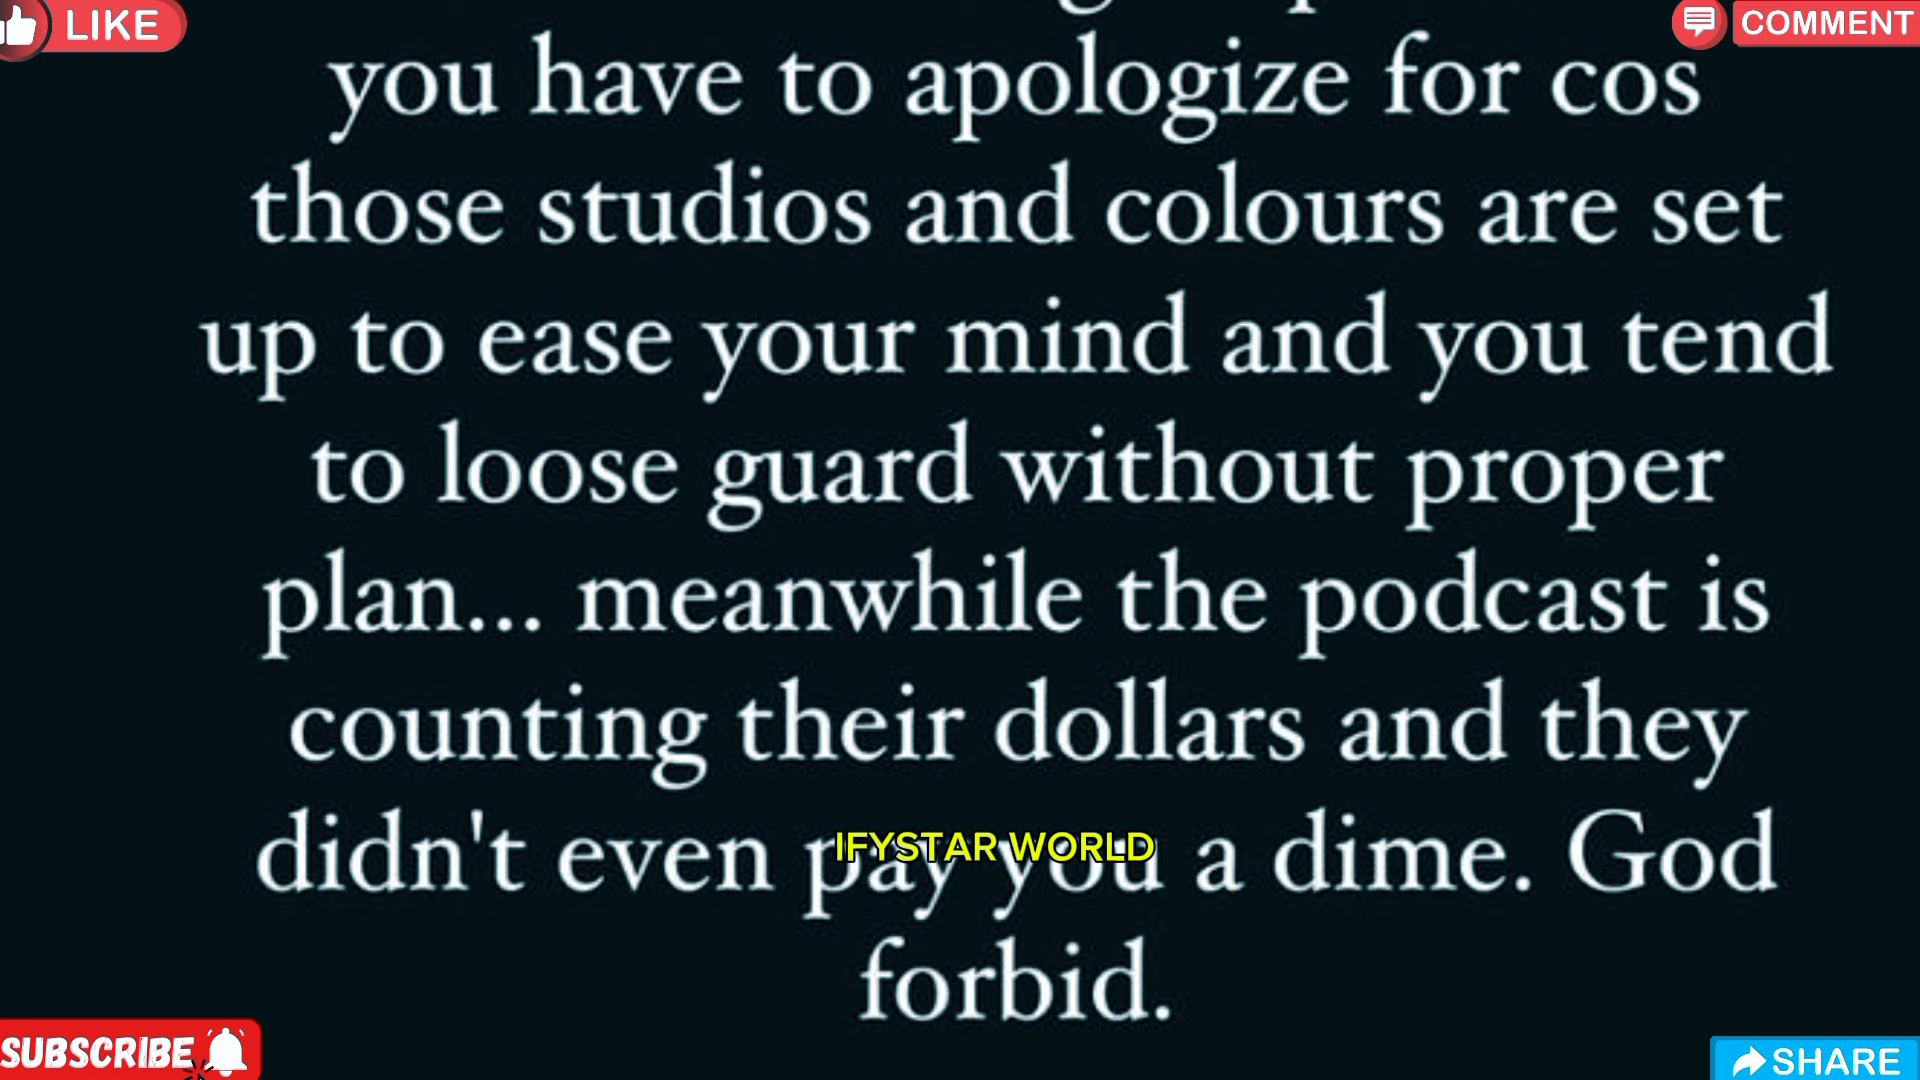 LIKE
COMMENT
you have to apologize for cos
those studios and colours are set
up to ease your mind and you tend
to loose guard without proper
plan... meanwhile the podcast is
counting their dollars and they
didn't even pay you a dime. God
IFYSTAR WORLD
forbid.
SUBSCRIBE
SHARE